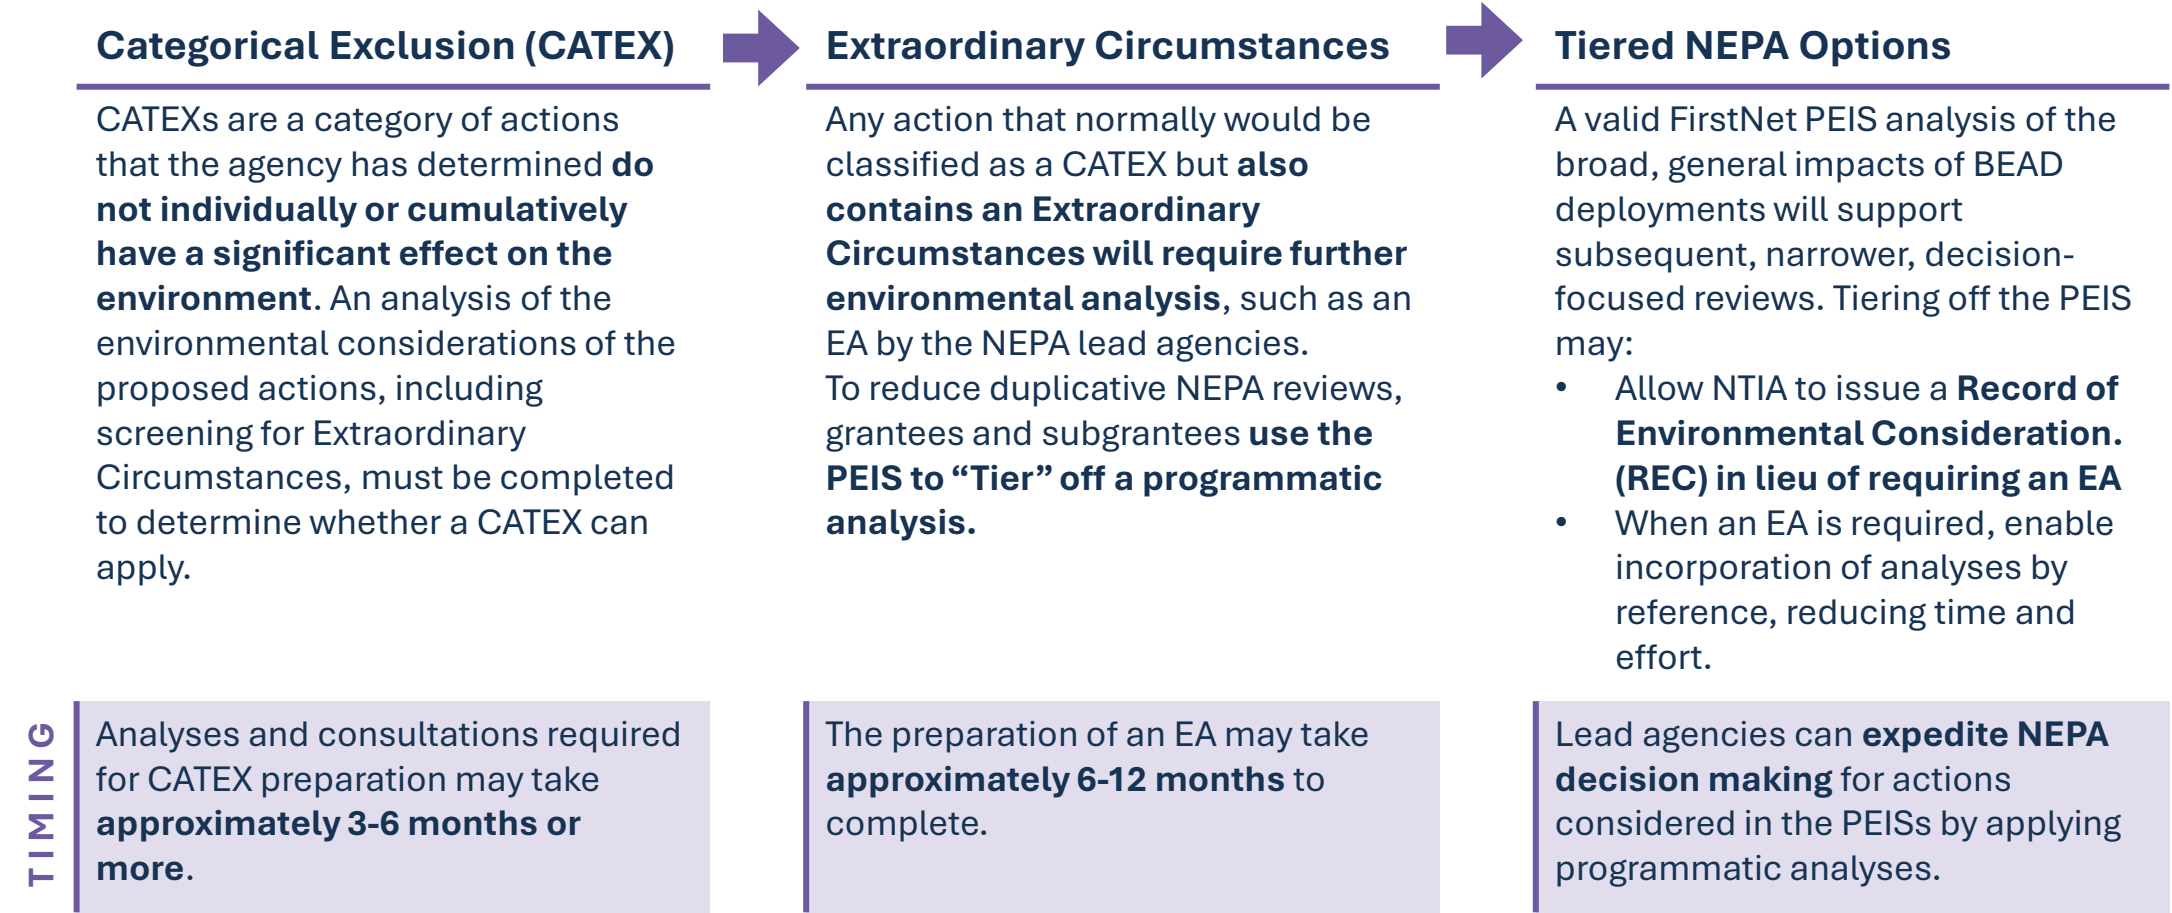 Categorical Exclusion (CATEX)
CATEXs are a category of actions
that the agency has determined do
not individually or cumulatively
have a significant effect on the
environment. An analysis of the
environmental considerations of the
proposed actions, including
screening for Extraordinary
Circumstances, must be completed
to determine whether a CATEX can
apply.
Extraordinary Circumstances
Any action that normally would be
classified as a CATEX but also
contains an Extraordinary
Circumstances will require further
environmental analysis, such as an
EA by the NEPA lead agencies.
To reduce duplicative NEPA reviews,
grantees and subgrantees use the
PEIS to “Tier” off a programmatic
analysis.
Tiered NEPA Options
A valid FirstNet PEIS analysis of the
broad, general impacts of BEAD
deployments will support
subsequent, narrower, decision-
focused reviews. Tiering off the PEIS
may:
• Allow NTIA to issue a Record of
Environmental Consideration.
(REC) in lieu of requiring an EA
• When an EA is required, enable
incorporation of analyses by
reference, reducing time and
effort.
TIMING
Analyses and consultations required
for CATEX preparation may take
approximately 3-6 months or
more.
The preparation of an EA may take
approximately 6-12 months to
complete.
Lead agencies can expedite NEPA
decision making for actions
considered in the PEISs by applying
programmatic analyses.